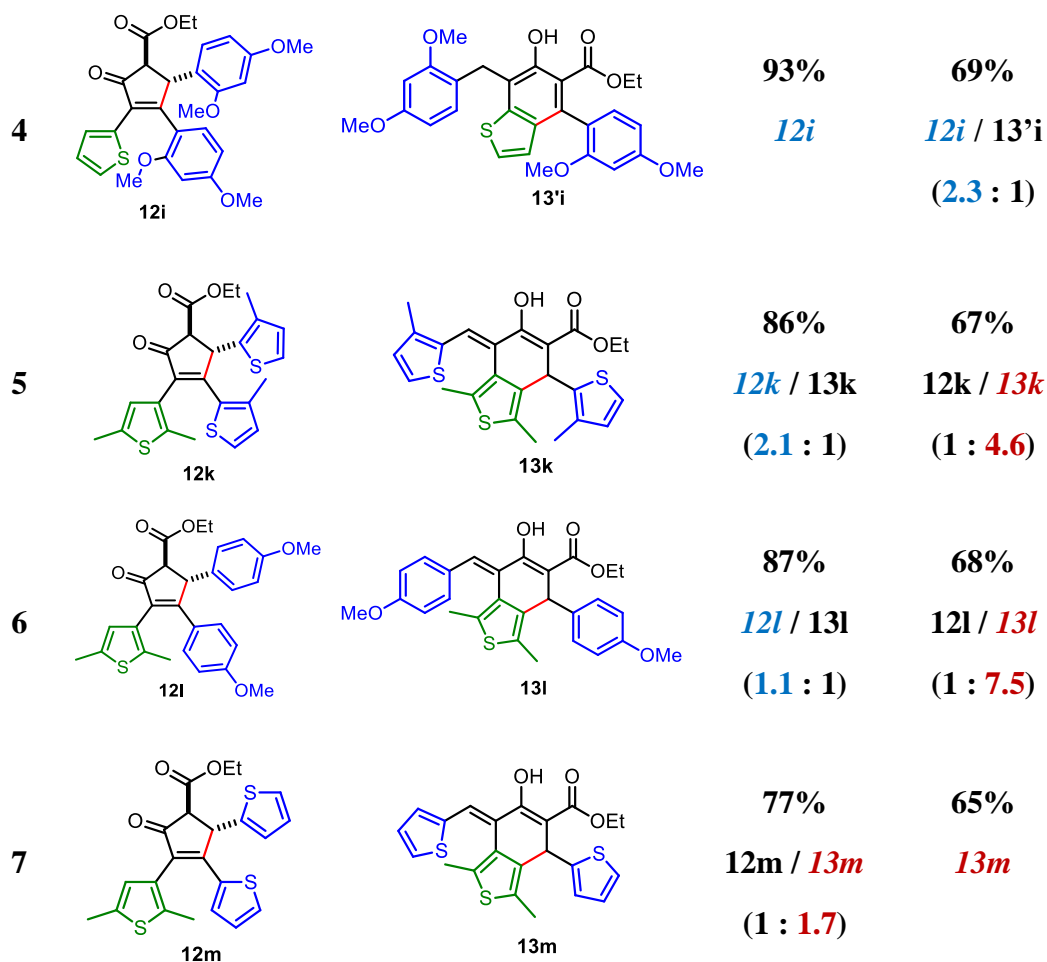 4
O
OEt
O
OMe
MeO
S
O
Me
OMe
12i
OMe
OH
O
OEt
MeO
S
MeO
OMe
13'i
93%
12i
69%
12i / 13'i
(2.3 : 1)
5
O
OEt
O
S
S
S
12k
OH
O
OEt
S
S
S
13k
86%
12k / 13k
(2.1 : 1)
67%
12k / 13k
(1 : 4.6)
6
O
OEt
O
OMe
S
OMe
12l
OH
O
OEt
MeO
S
OMe
13l
87%
12l / 13l
(1.1 : 1)
68%
12l / 13l
(1 : 7.5)
7
O
OEt
O
S
S
S
12m
OH
O
OEt
S
S
S
13m
77%
12m / 13m
(1 : 1.7)
65%
13m